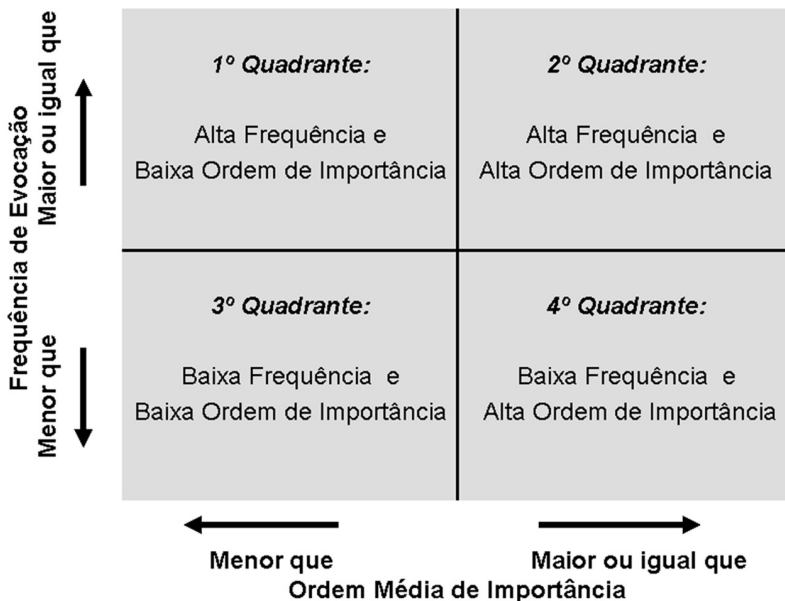 Frequência de Evocação
Maior ou igual que
Menor que
1º Quadrante:
Alta Frequência e
Baixa Ordem de Importância
2º Quadrante:
Alta Frequência e
Alta Ordem de Importância
3º Quadrante:
Baixa Frequência e
Baixa Ordem de Importância
4º Quadrante:
Baixa Frequência e
Alta Ordem de Importância
Menor que
Maior ou igual que
Ordem Média de Importância